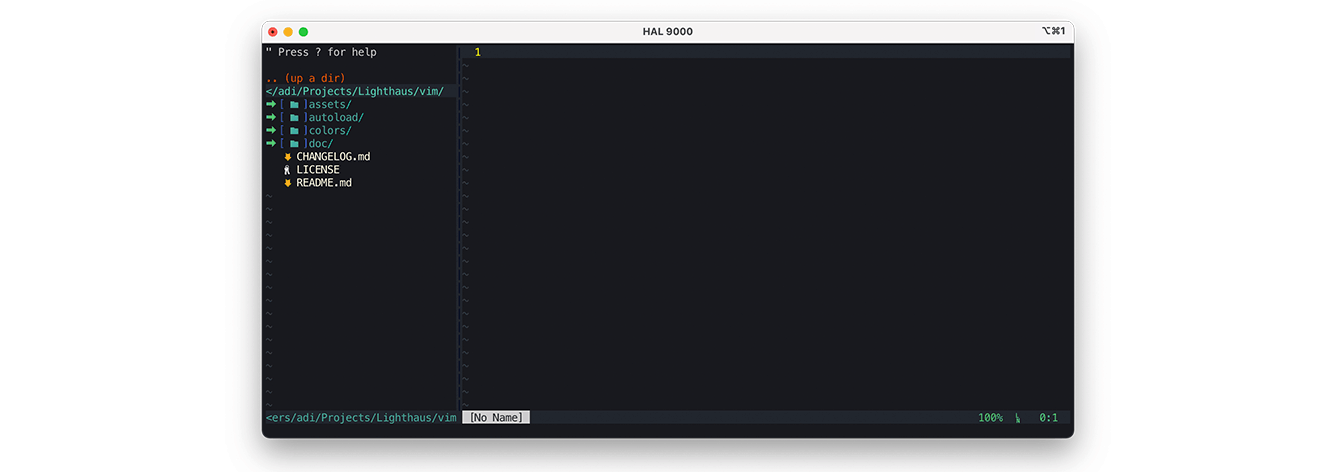 HAL 9000
⌥⌘1
" Press ? for help
.. (up a dir)
</adi/Projects/Lighthaus/vim/
[ ]assets/
[ ]autoload/
[ ]colors/
[ ]doc/
CHANGELOG.md
LICENSE
README.md
<ers/adi/Projects/Lighthaus/vim
1
[No Name]
100% 0:1